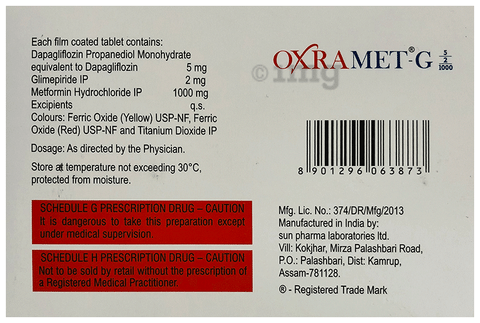 Each film coated tablet contains:
Dapagliflozin Propanediol Monohydrate
equivalent to Dapagliflozin 5 mg
Glimepiride IP 2 mg
Metformin Hydrochloride IP 1000 mg
Excipients q.s.
Colours: Ferric Oxide (Yellow) USP-NF, Ferric
Oxide (Red) USP-NF and Titanium Dioxide IP
Dosage: As directed by the Physician.
Store at temperature not exceeding 30°C,
protected from moisture.
SCHEDULE G PRESCRIPTION DRUG – CAUTION
It is dangerous to take this preparation except
under medical supervision.
SCHEDULE H PRESCRIPTION DRUG – CAUTION
Not to be sold by retail without the prescription of
a Registered Medical Practitioner.
OXRAMET®-G 5/2/1000
1mg
8 901296 063873
Mfg. Lic. No.: 374/DR/Mfg/2013
Manufactured in India by:
sun pharma laboratories ltd.
Vill: Kokjhar, Mirza Palashbari Road,
P.O.: Palashbari, Dist: Kamrup,
Assam-781128.
® - Registered Trade Mark